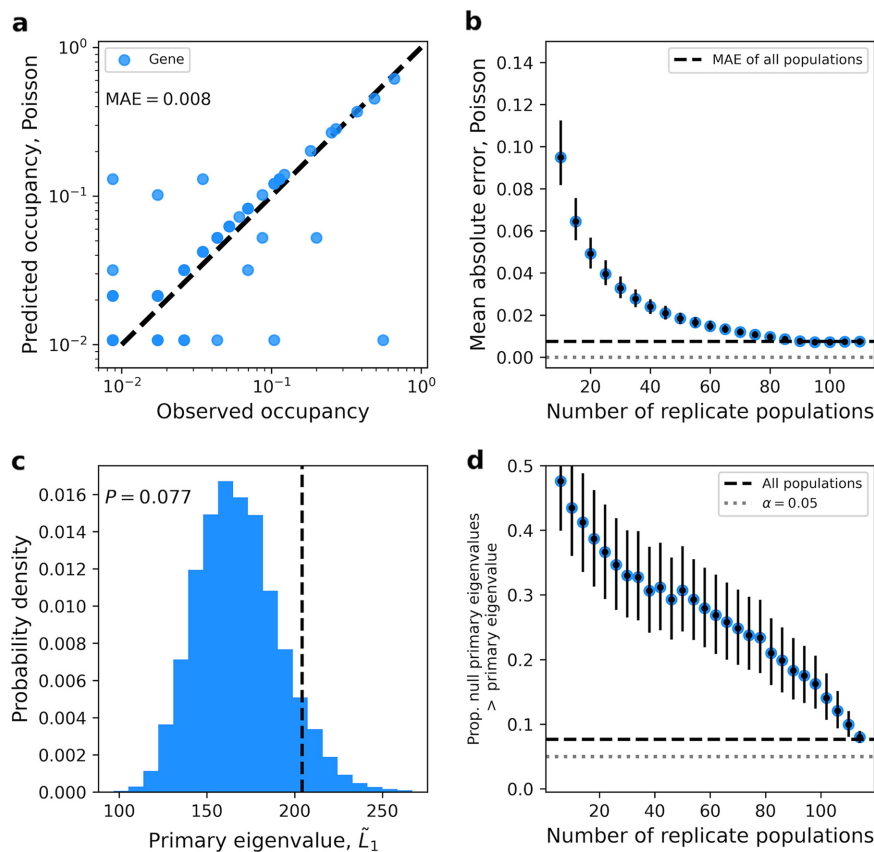 a
10^0
10^-1
10^-2
Predicted occupancy, Poisson
Gene
MAE = 0.008
10^-2
10^-1
10^0
Observed occupancy
b
0.14
0.12
0.10
0.08
0.06
0.04
0.02
0.00
Mean absolute error, Poisson
MAE of all populations
20
40
60
80
100
Number of replicate populations
c
0.016
0.014
0.012
0.010
0.008
0.006
0.004
0.002
0.000
Probability density
P = 0.077
100
150
200
250
Primary eigenvalue, L̃₁
d
0.5
0.4
0.3
0.2
0.1
0.0
Prop. null primary eigenvalues
> primary eigenvalue
All populations
α = 0.05
20
40
60
80
100
Number of replicate populations